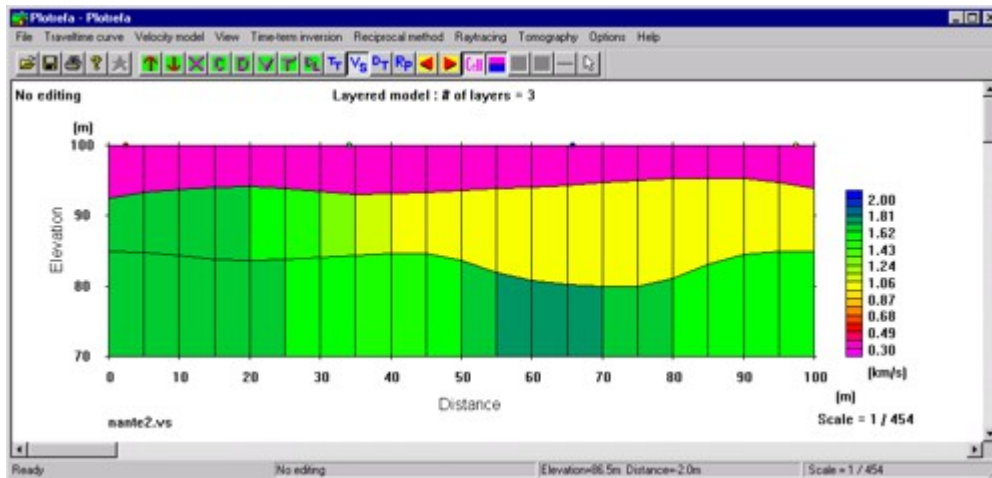 Plotrefa - Plotrefa
File Traveltime curve Velocity model View Time-term inversion Reciprocal method Raytracing Tomography Options Help
No editing
Layered model : # of layers = 3
(m)
100
90
80
70
Elevation
0 10 20 30 40 50 60 70 80 90 100
(m)
Distance
2.00
1.81
1.62
1.43
1.24
1.06
0.87
0.68
0.49
0.30
(km/s)
nante2.vs
Scale = 1 / 454
Ready No editing Elevation=86.5m Distance=-2.0m Scale = 1 / 454